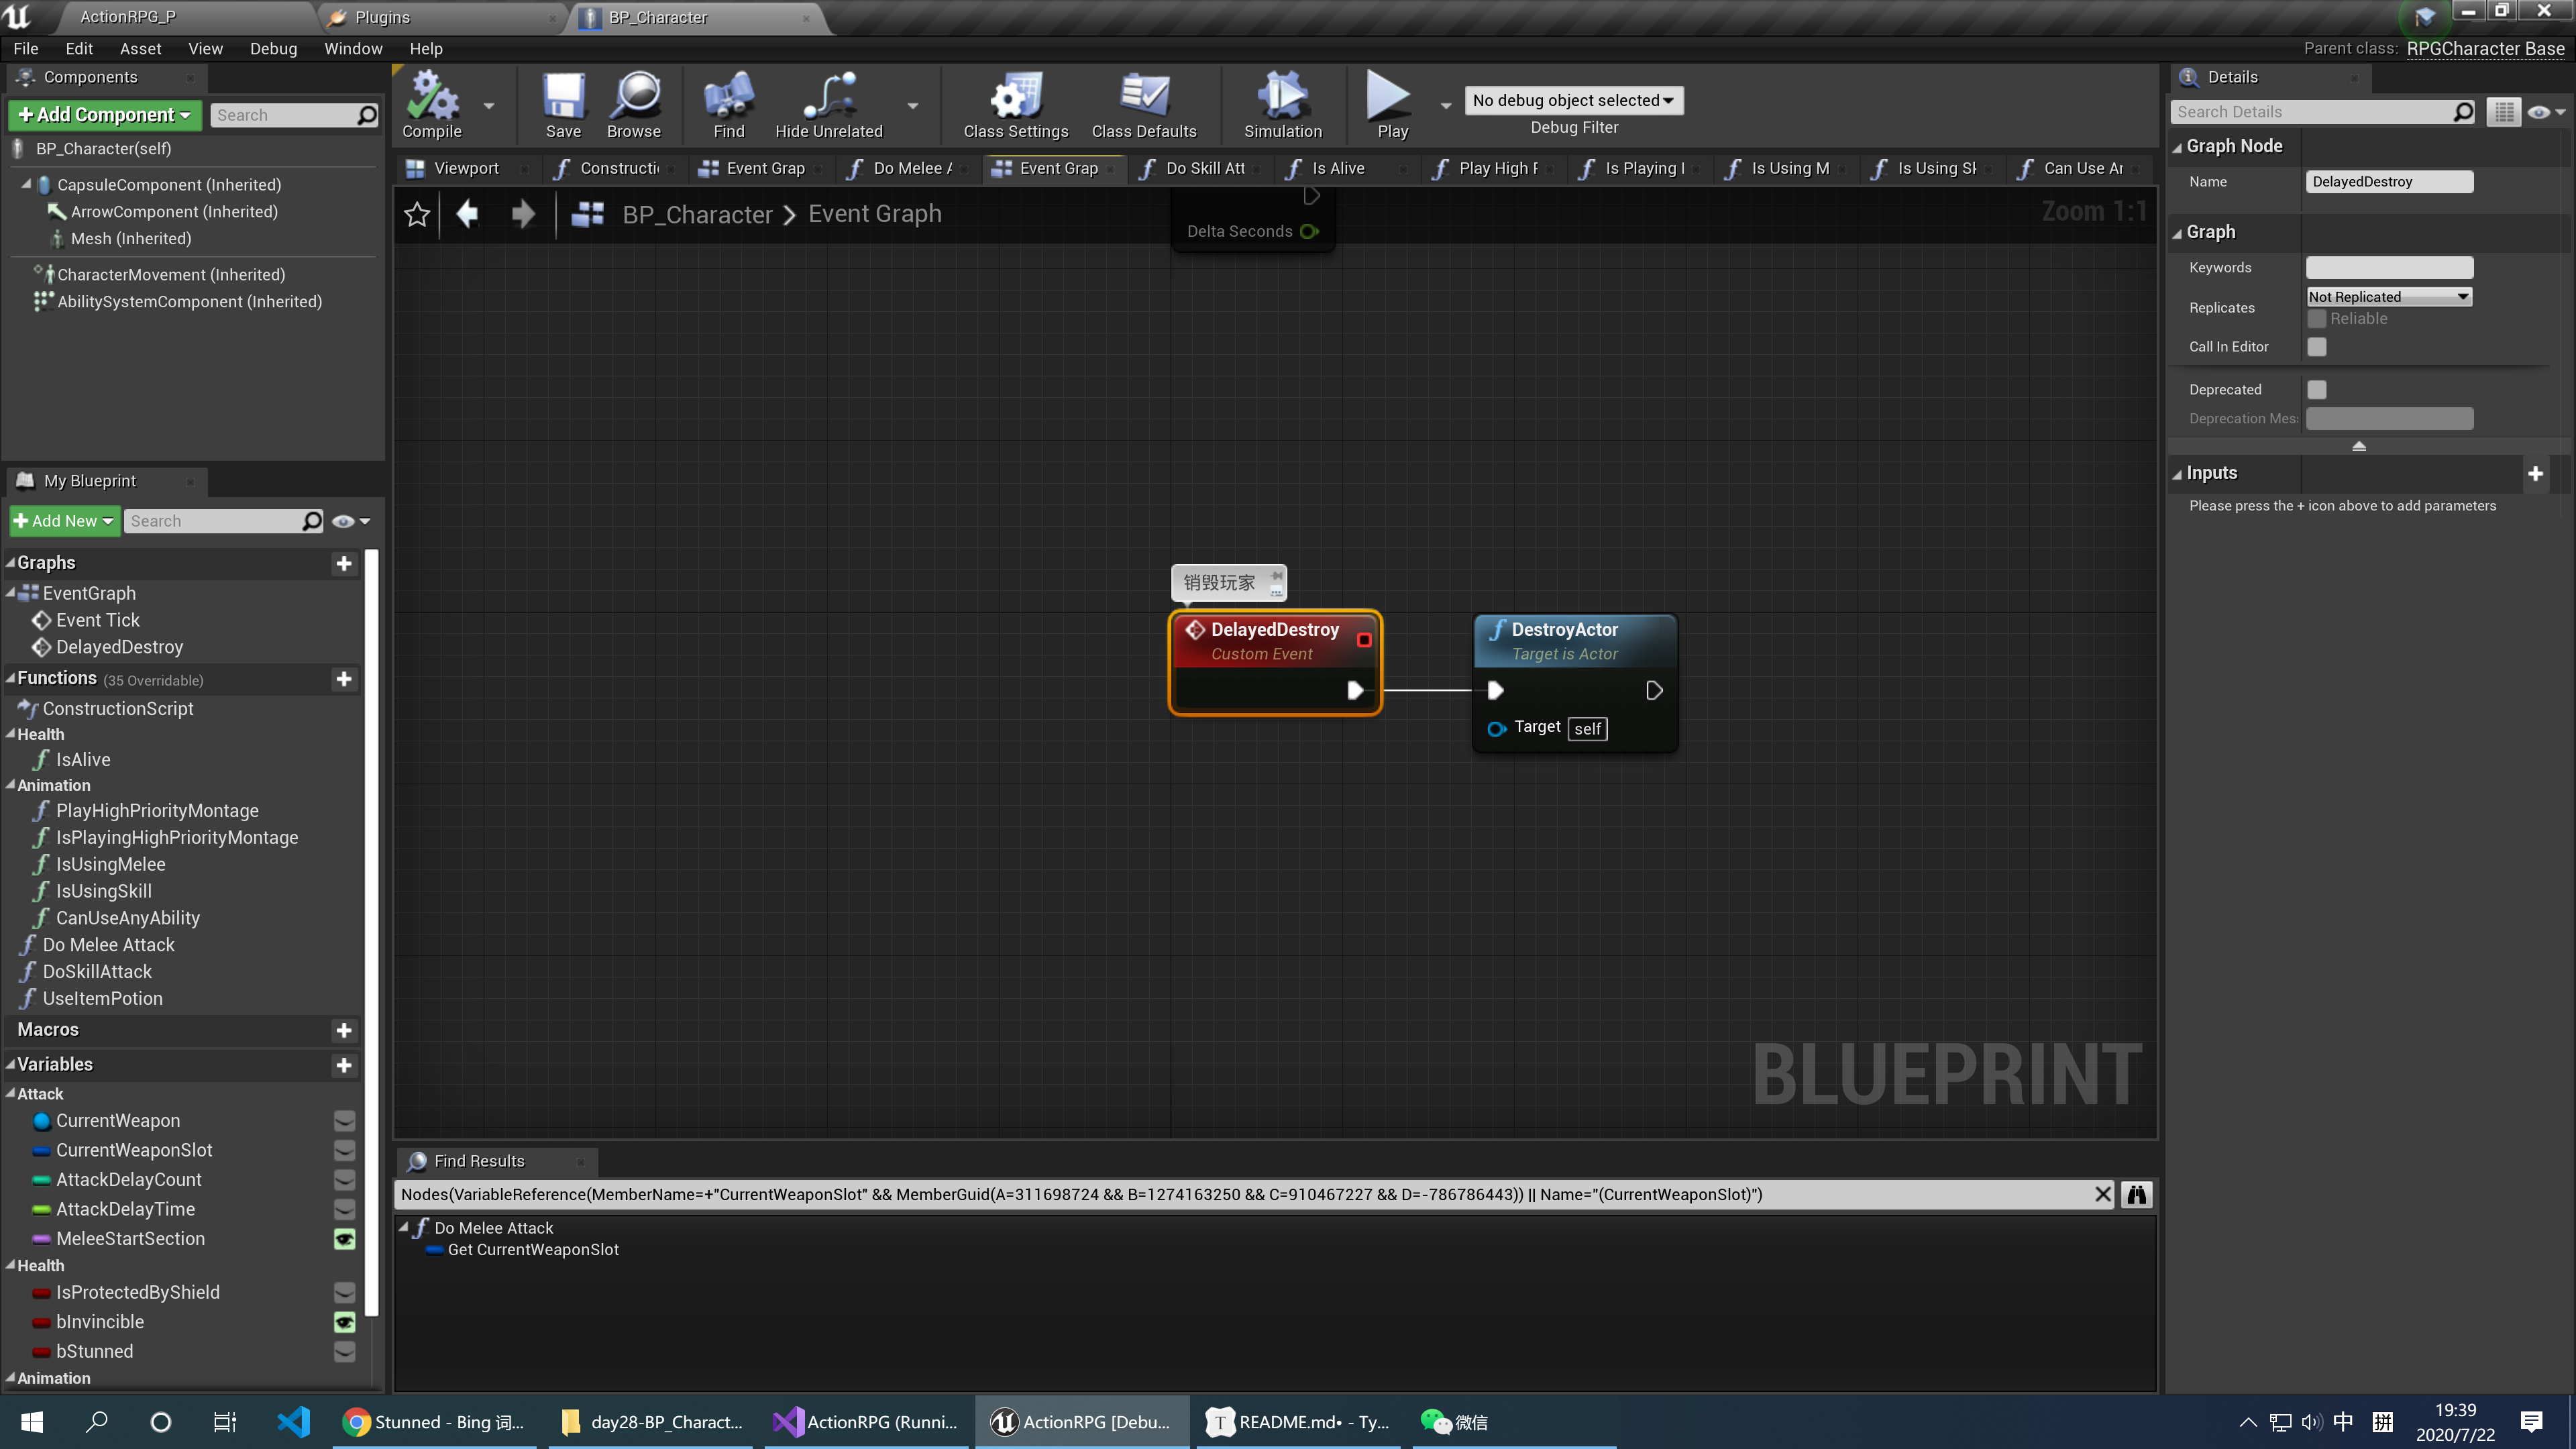 ActionRPG_P
Plugins
BP_Character
File Edit Asset View Debug Window Help
Parent class: RPGCharacter Base
Components
Add Component
Search
BP_Character(self)
CapsuleComponent (Inherited)
ArrowComponent (Inherited)
Mesh (Inherited)
CharacterMovement (Inherited)
AbilitySystemComponent (Inherited)
My Blueprint
Add New
Search
Graphs
EventGraph
Event Tick
DelayedDestroy
Functions (35 Overridable)
ConstructionScript
Health
IsAlive
Animation
PlayHighPriorityMontage
IsPlayingHighPriorityMontage
IsUsingMelee
IsUsingSkill
CanUseAnyAbility
Do Melee Attack
DoSkillAttack
UseItemPotion
Macros
Variables
Attack
CurrentWeapon
CurrentWeaponSlot
AttackDelayCount
AttackDelayTime
MeleeStartSection
Health
IsProtectedByShield
bInvincible
bStunned
Animation
Compile
Save
Browse
Find
Hide Unrelated
Class Settings
Class Defaults
Simulation
Play
No debug object selected
Debug Filter
Viewport
Constructi
Event Grap
Do Melee A
Event Grap
Do Skill Att
Is Alive
Play High F
Is Playing
Is Using M
Is Using Sk
Can Use Ar
BP_Character > Event Graph
Zoom 1:1
Delta Seconds
销毁玩家
DelayedDestroy
Custom Event
DestroyActor
Target is Actor
Target self
BLUEPRINT
Find Results
Nodes(VariableReference(MemberName=+"CurrentWeaponSlot" && MemberGuid(A=311698724 && B=1274163250 && C=910467227 && D=-786786443)) || Name="(CurrentWeaponSlot)")
Do Melee Attack
Get CurrentWeaponSlot
Details
Search Details
Graph Node
Name DelayedDestroy
Graph
Keywords
Replicates Not Replicated
Reliable
Call In Editor
Deprecated
Deprecation Mes
Inputs
Please press the + icon above to add parameters
Stunned - Bing 词...
day28-BP_Charact...
ActionRPG (Runni...
ActionRPG [Debu...
README.md• - Ty...
微信
中
拼
19:39
2020/7/22